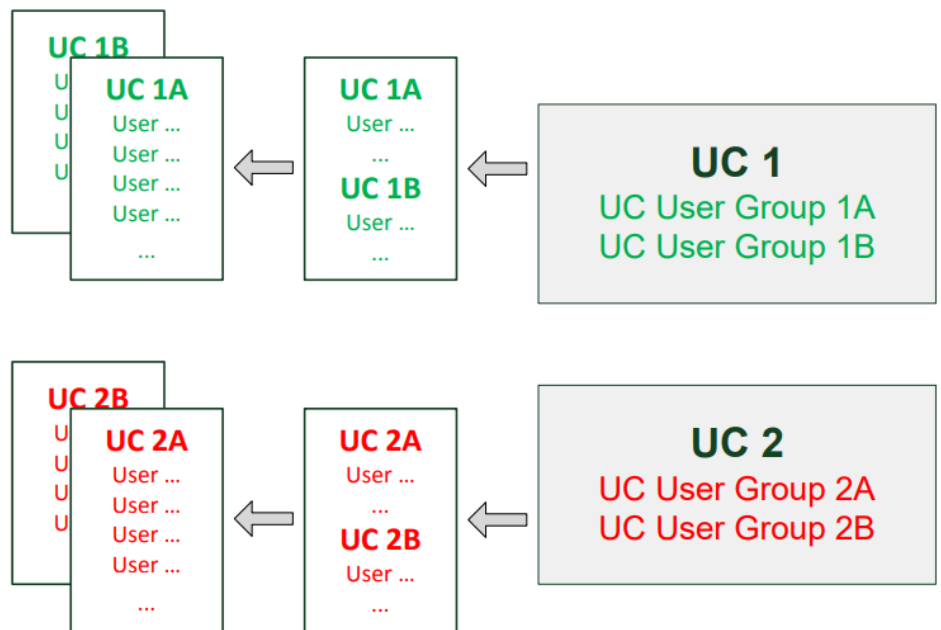 UC 1B
U
U
U
U
UC 1A
User ...
User ...
User ...
User ...
...
UC 1A
User ...
...
UC 1B
User ...
...
UC 1
UC User Group 1A
UC User Group 1B
UC 2B
U
U
U
U
UC 2A
User ...
User ...
User ...
User ...
...
UC 2A
User ...
...
UC 2B
User ...
...
UC 2
UC User Group 2A
UC User Group 2B